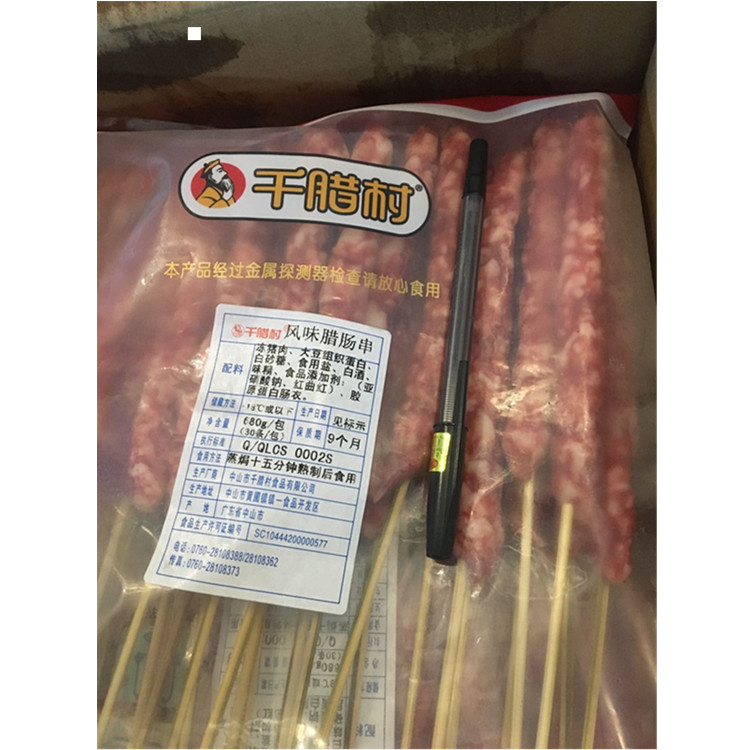 千腊村®
本产品经过金属探测器检查请放心食用
千腊村® 风味腊肠串
配料 冻猪肉、大豆组织蛋白、
白砂糖、食用盐、白酒、
味精、食品添加剂：（亚
硝酸钠、红曲红）、胶
原蛋白肠衣。
储藏方法 -18℃或以下 生产日期 见标示
净含量 680g/包 (30条/包) 保质期 9个月
执行标准 Q/QLCS 0002S
食用方法 蒸焗十五分钟熟制后食用
生产厂商 中山市千腊村食品有限公司
生产地址 中山市黄圃镇镇一食品开发区
产 地 广东省中山市
食品生产许可证编号 SC10444200000577
电话:0760-28108388/28108362
传真:0760-28108373